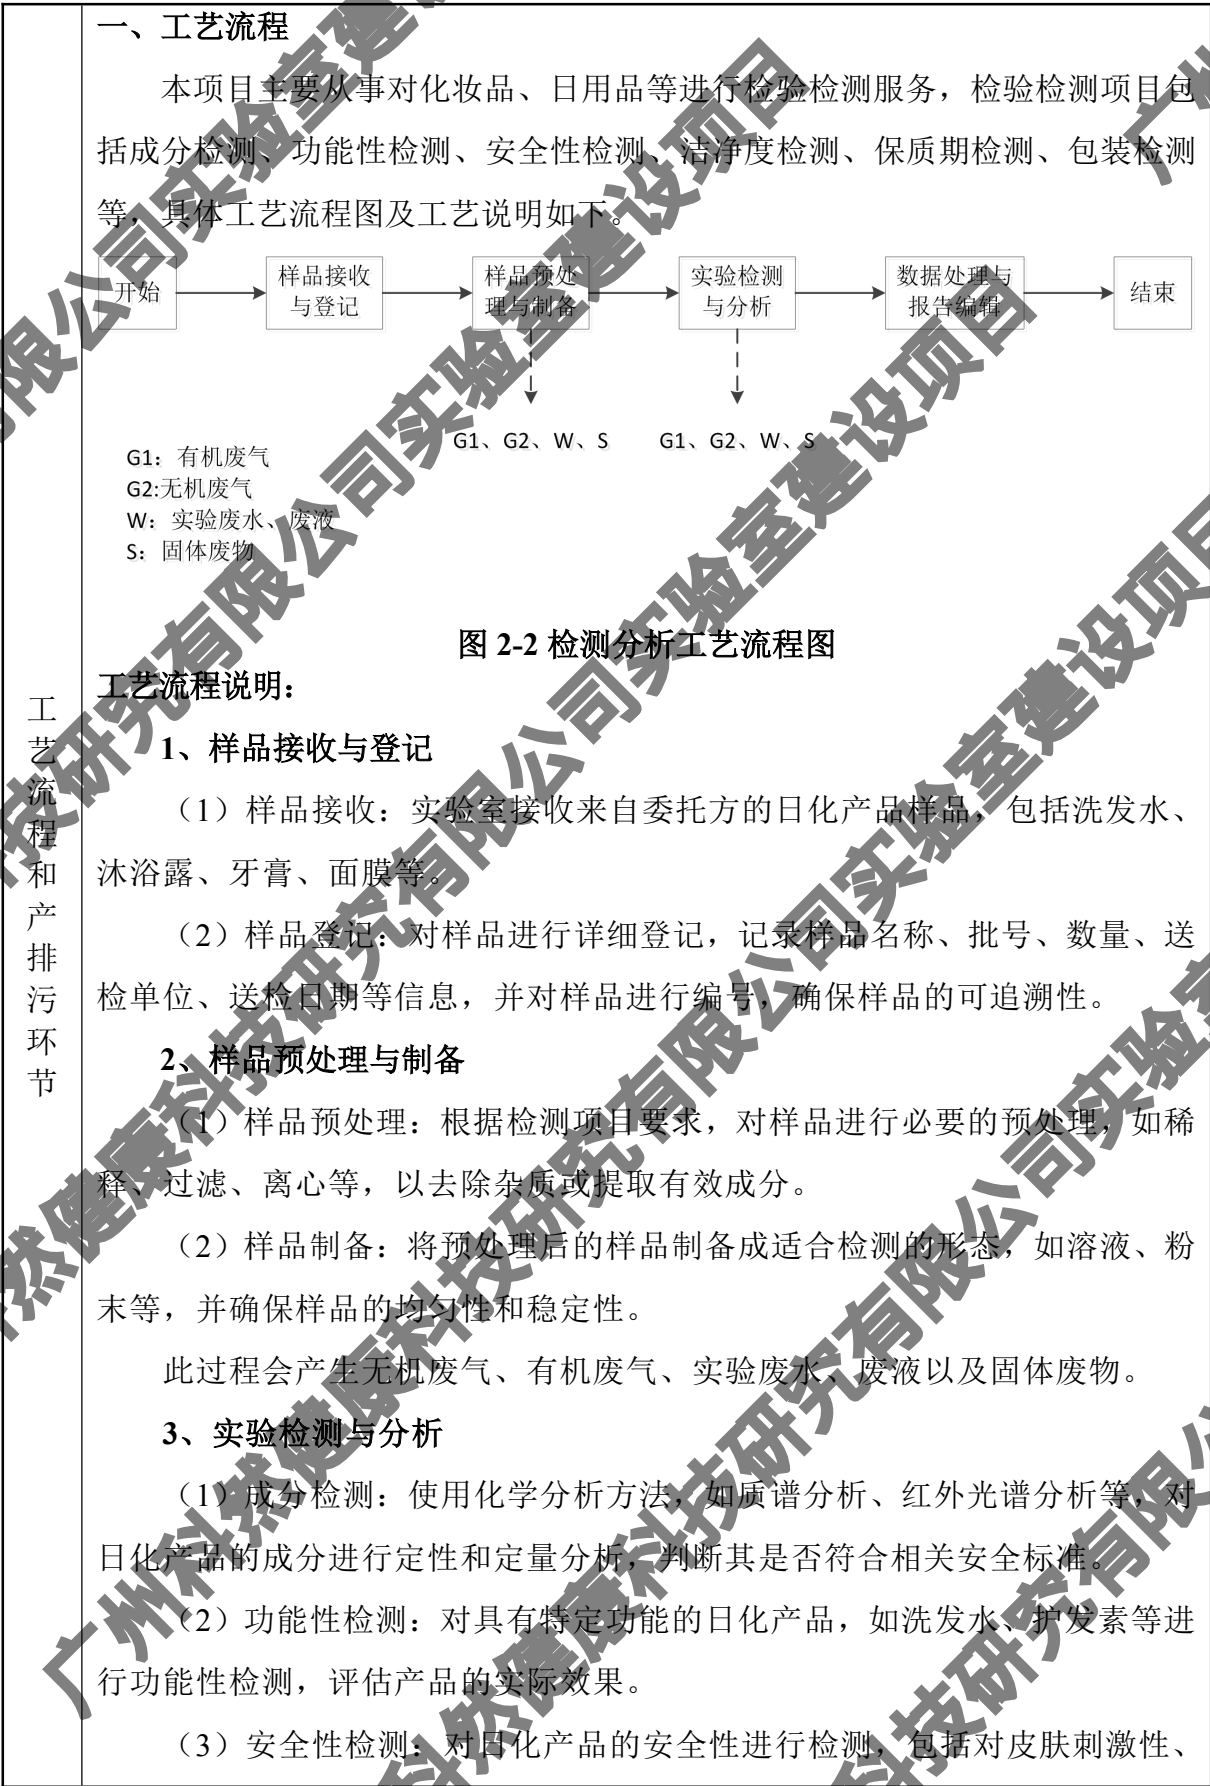 一、工艺流程
本项目主要从事对化妆品、日用品等进行检验检测服务，检验检测项目包
括成分检测、功能性检测、安全性检测、洁净度检测、保质期检测、包装检测
等，具体工艺流程图及工艺说明如下。
开始
样品接收
与登记
样品预处
理与制备
实验检测
与分析
数据处理与
报告编辑
结束
G1、G2、W、S
G1、G2、W、S
G1：有机废气
G2:无机废气
W：实验废水、废液
S：固体废物
图 2-2 检测分析工艺流程图
工艺流程和产排污环节
工艺流程说明：
1、样品接收与登记
（1）样品接收：实验室接收来自委托方的日化产品样品，包括洗发水、
沐浴露、牙膏、面膜等。
（2）样品登记：对样品进行详细登记，记录样品名称、批号、数量、送
检单位、送检日期等信息，并对样品进行编号，确保样品的可追溯性。
2、样品预处理与制备
（1）样品预处理：根据检测项目要求，对样品进行必要的预处理，如稀
释、过滤、离心等，以去除杂质或提取有效成分。
（2）样品制备：将预处理后的样品制备成适合检测的形态，如溶液、粉
末等，并确保样品的均匀性和稳定性。
此过程会产生无机废气、有机废气、实验废水、废液以及固体废物。
3、实验检测与分析
（1）成分检测：使用化学分析方法，如质谱分析、红外光谱分析等，对
日化产品的成分进行定性和定量分析，判断其是否符合相关安全标准。
（2）功能性检测：对具有特定功能的日化产品，如洗发水、护发素等进
行功能性检测，评估产品的实际效果。
（3）安全性检测：对日化产品的安全性进行检测，包括对皮肤刺激性、
广州科然健康科技研究有限公司实验室建设项目